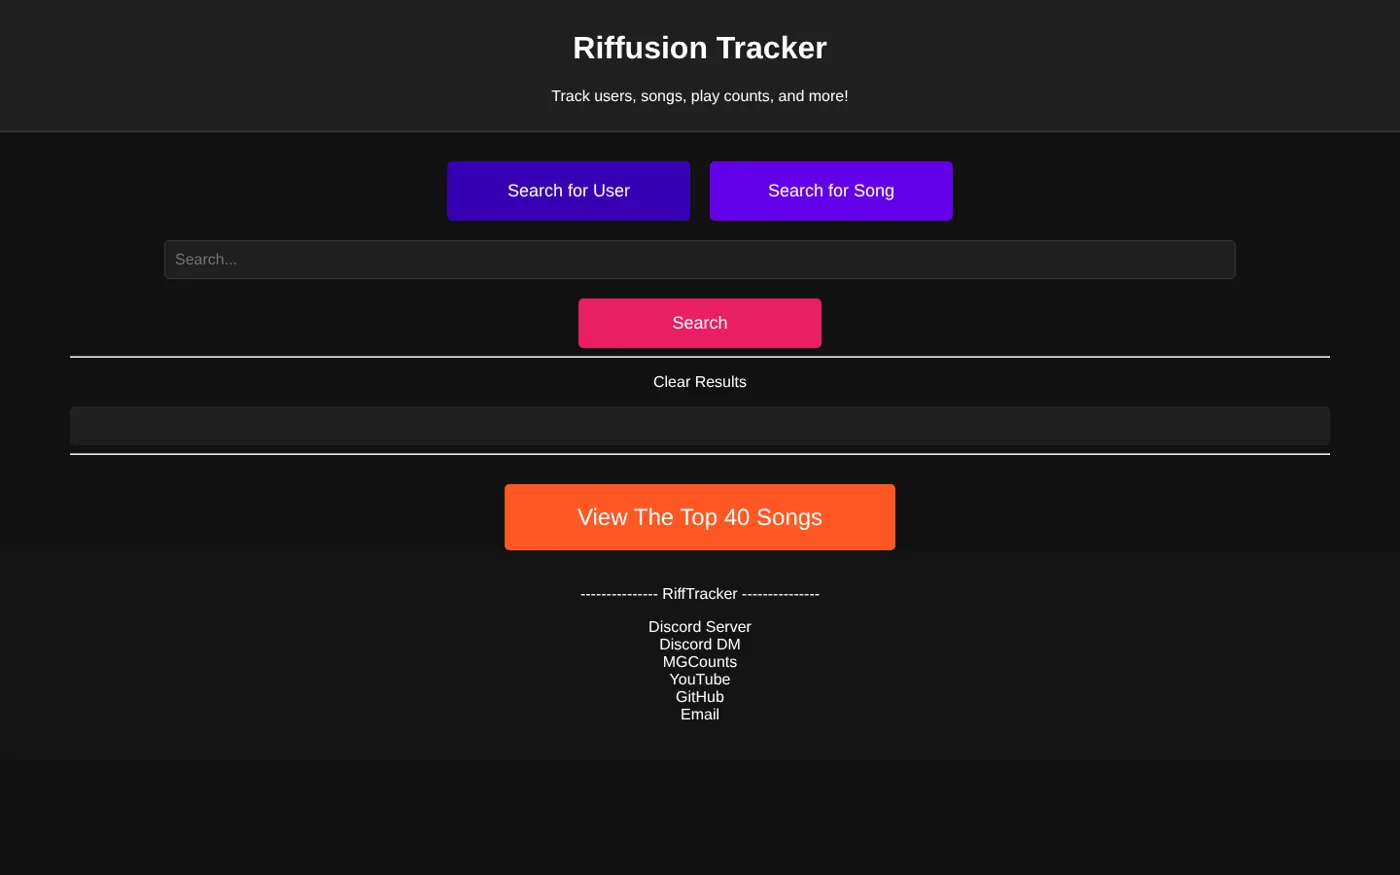 Riffusion Tracker
Track users, songs, play counts, and more!
Search for User
Search for Song
Search...
Search
Clear Results
View The Top 40 Songs
--------------- RiffTracker ---------------
Discord Server
Discord DM
MGCounts
YouTube
GitHub
Email